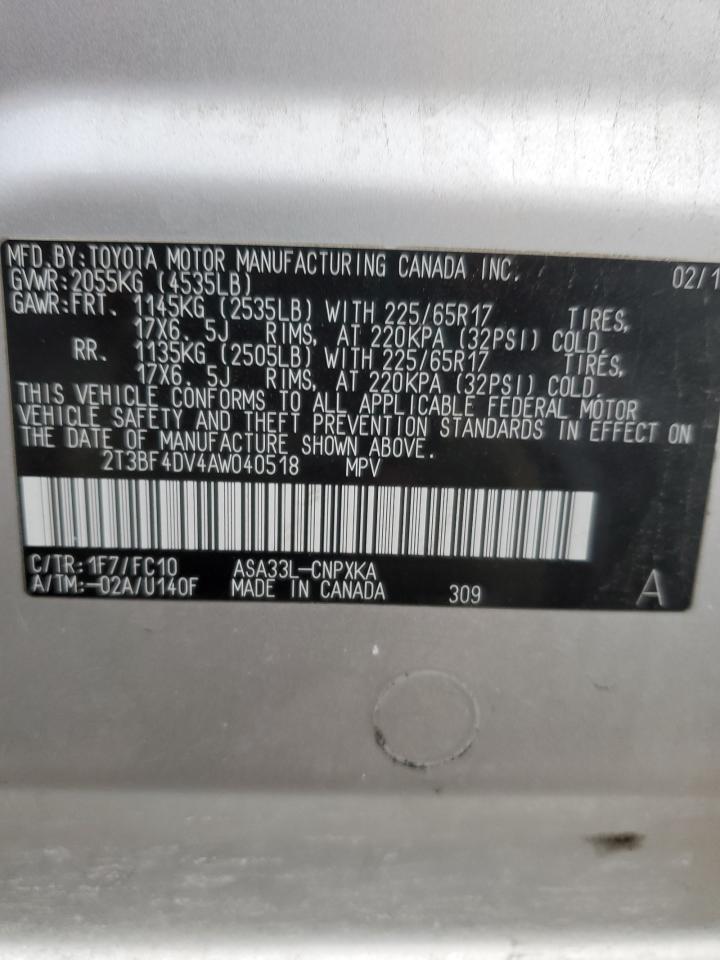 MFD.BY:TOYOTA MOTOR MANUFACTURING CANADA INC. 02/1
GVWR:2055KG (4535LB)
GAWR:FRT. 1145KG (2535LB) WITH 225/65R17 TIRES,
17X6. 5J RIMS, AT 220KPA (32PSI) COLD.
RR. 1135KG (2505LB) WITH 225/65R17 TIRES,
17X6. 5J RIMS, AT 220KPA (32PSI) COLD.
THIS VEHICLE CONFORMS TO ALL APPLICABLE FEDERAL MOTOR
VEHICLE SAFETY AND THEFT PREVENTION STANDARDS IN EFFECT ON
THE DATE OF MANUFACTURE SHOWN ABOVE.
2T3BF4DV4AW040518 MPV
C/TR:1F7/FC10 ASA33L-CNPXKA
A/TM:-02A/U140F MADE IN CANADA 309 A